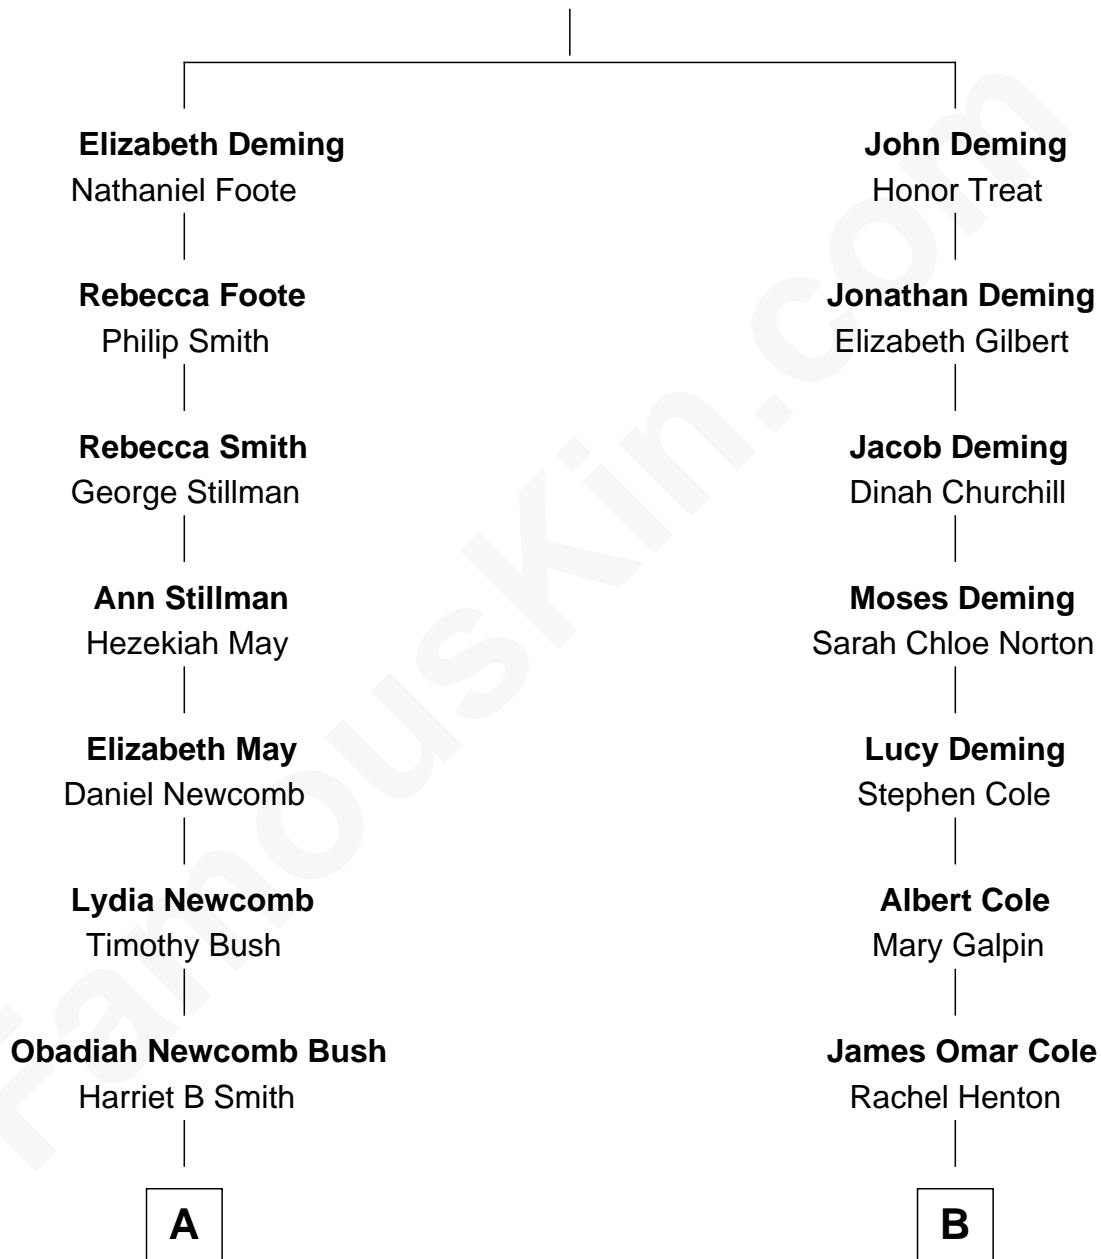 Elizabeth Deming
Nathaniel Foote
Rebecca Foote
Philip Smith
Rebecca Smith
George Stillman
Ann Stillman
Hezekiah May
Elizabeth May
Daniel Newcomb
Lydia Newcomb
Timothy Bush
Obadiah Newcomb Bush
Harriet B Smith
A
John Deming
Honor Treat
Jonathan Deming
Elizabeth Gilbert
Jacob Deming
Dinah Churchill
Moses Deming
Sarah Chloe Norton
Lucy Deming
Stephen Cole
Albert Cole
Mary Galpin
James Omar Cole
Rachel Henton
B
FamousKin.com